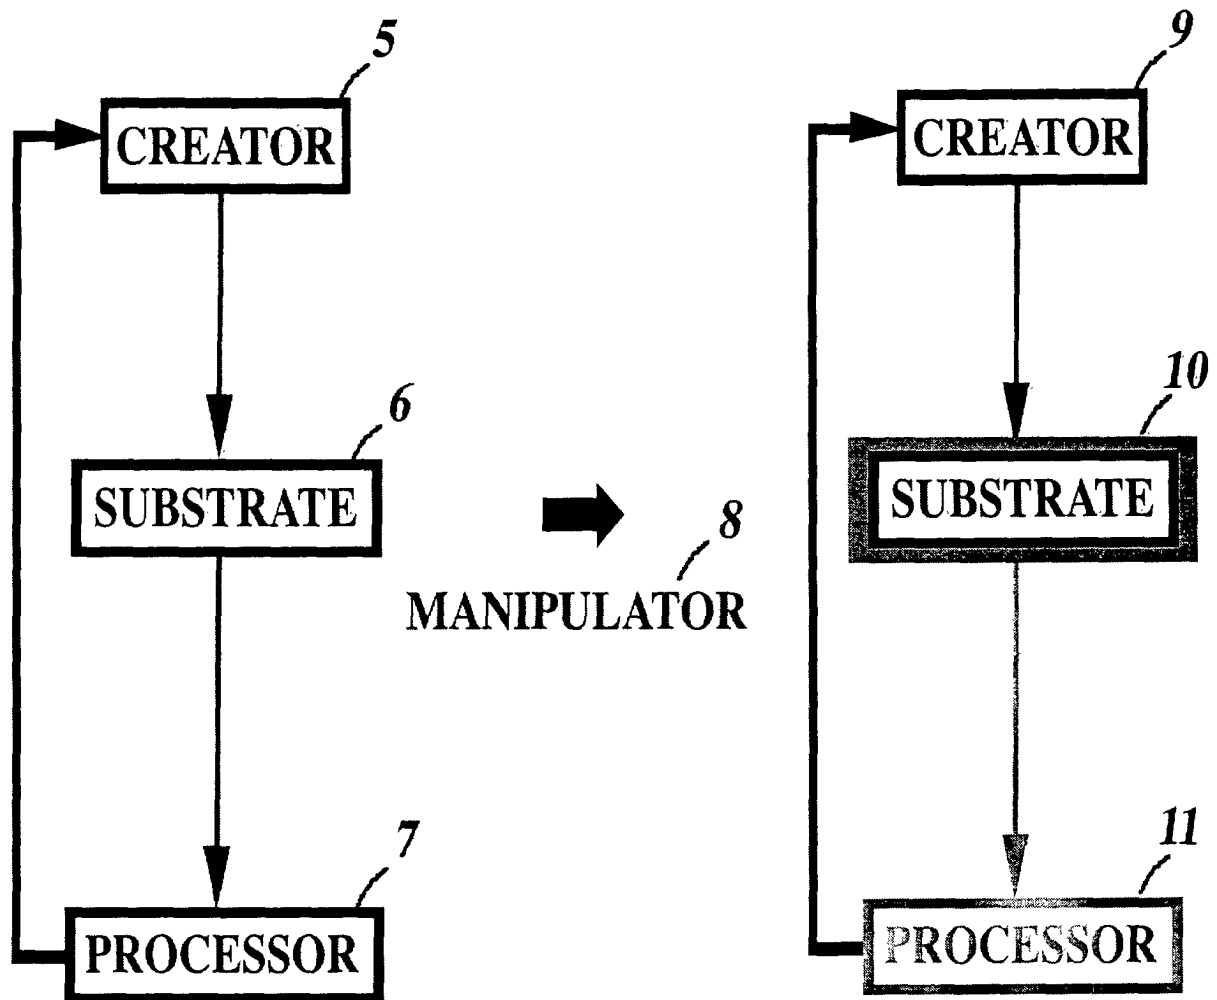 5
CREATOR
6
SUBSTRATE
7
PROCESSOR
8
MANIPULATOR
9
CREATOR
10
SUBSTRATE
11
PROCESSOR